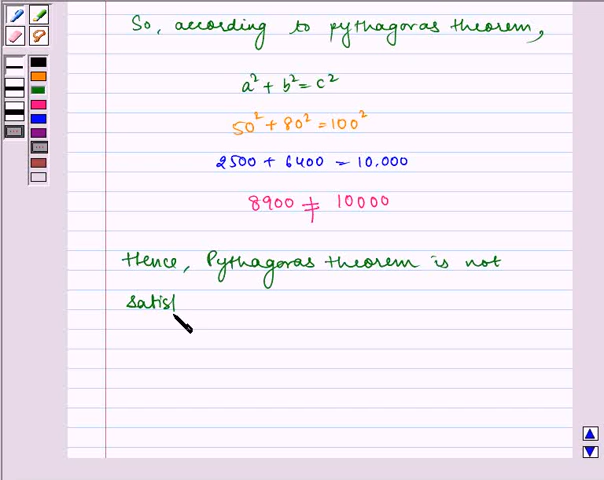 So, according to pythagoras theorem,
a² + b² = c²
50² + 80² = 100²
2500 + 6400 = 10,000
8900 ≠ 10000
Hence, Pythagoras theorem is not
satisf